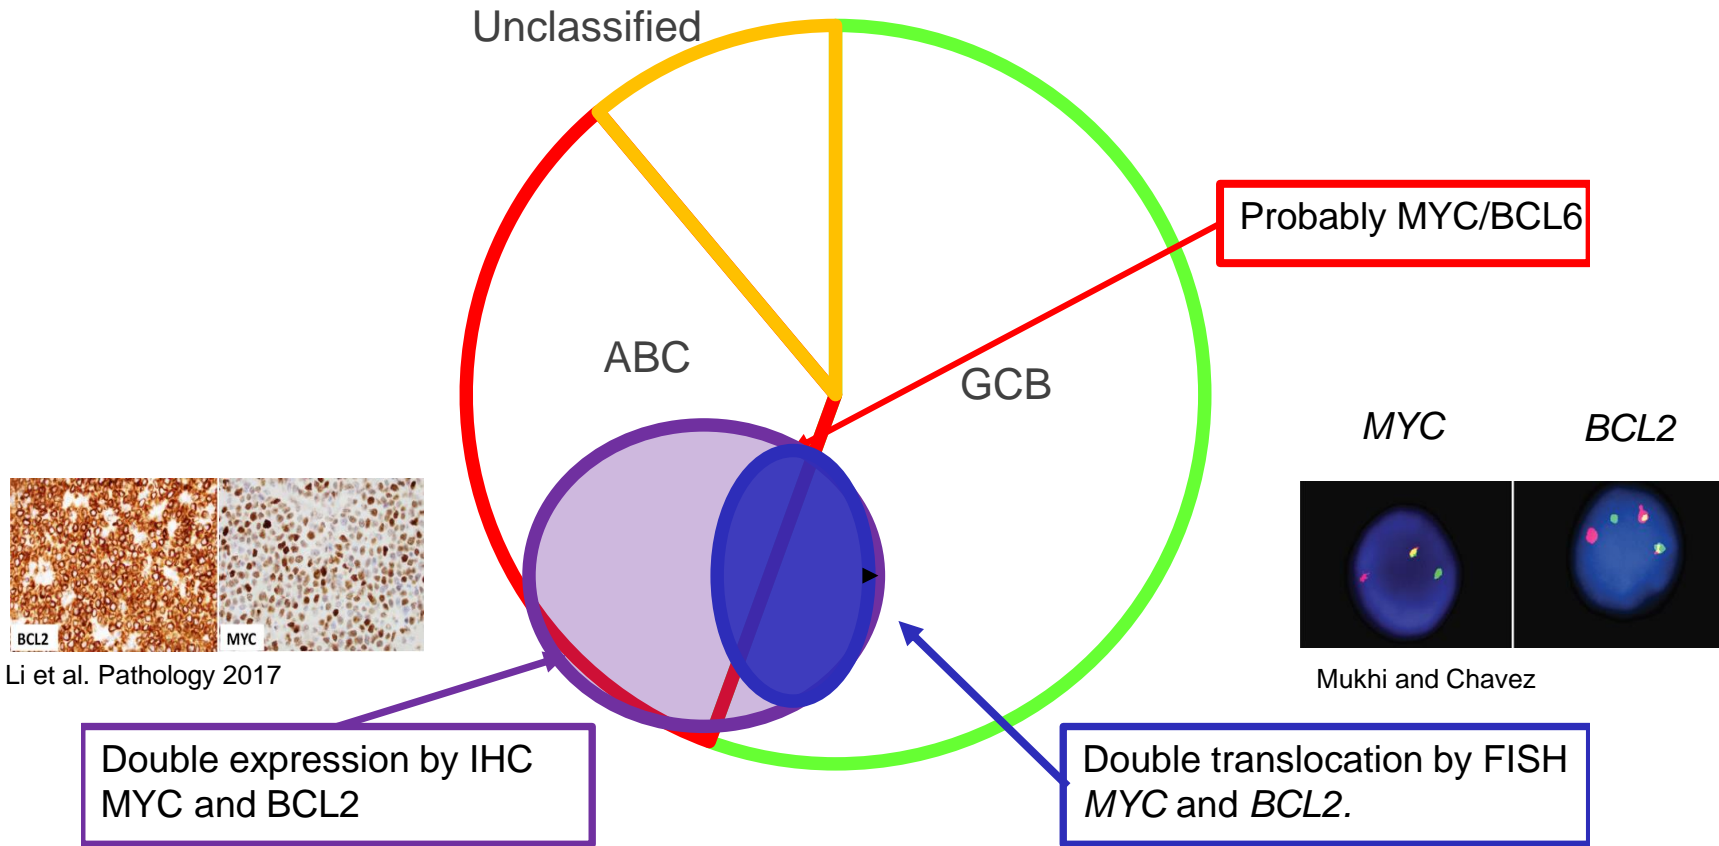 Unclassified
Probably MYC/BCL6
ABC
GCB
MYC
BCL2
BCL2
MYC
Li et al. Pathology 2017
Mukhi and Chavez
Double expression by IHC
MYC and BCL2
Double translocation by FISH
MYC and BCL2.